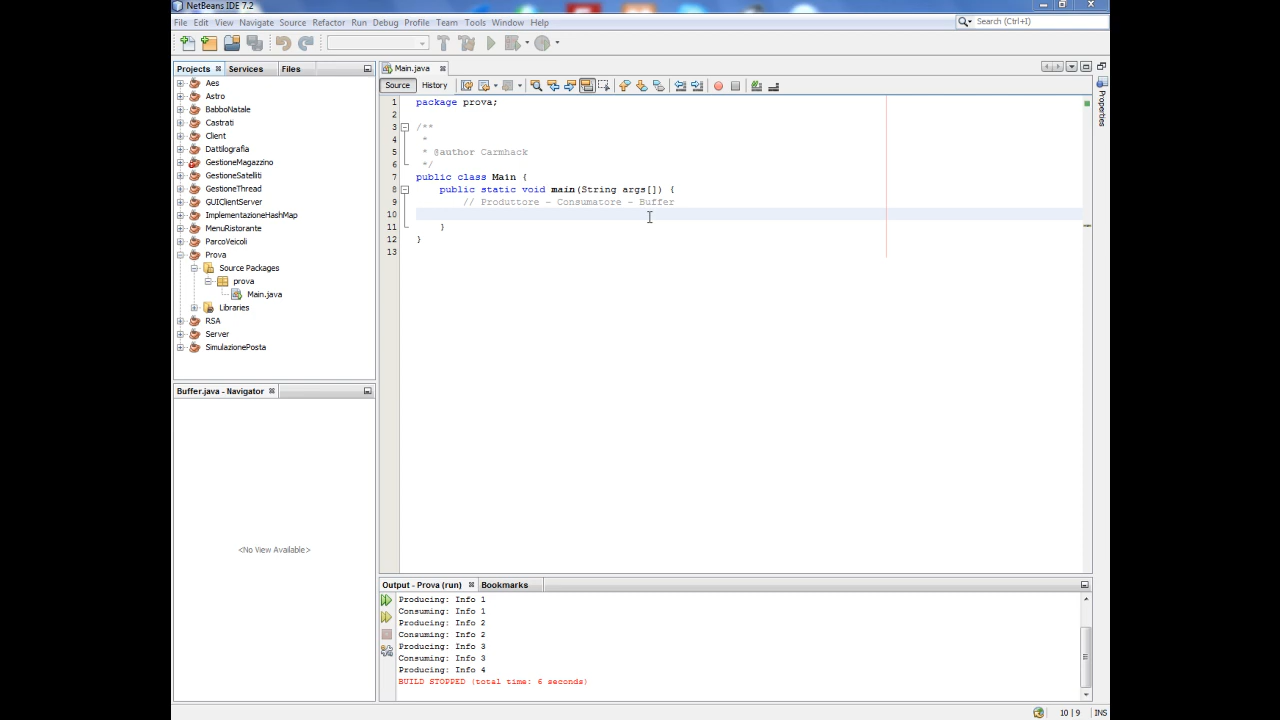 NetBeans IDE 7.2
File Edit View Navigate Source Refactor Run Debug Profile Team Tools Window Help
Search (Ctrl+I)
Projects Services Files
Main.java
Source History
Aes
Astro
BabboNatale
Castrati
Client
Dattilografia
GestioneMagazzino
GestioneSatelliti
GestioneThread
GUIClientServer
ImplementazioneHashMap
MenuRistorante
ParcoVeicoli
Prova
Source Packages
prova
Main.java
Libraries
RSA
Server
SimulazionePosta
Buffer.java - Navigator
<No View Available>
1 package prova;
2
3 /**
4 *
5 * @author Carmhack
6 */
7 public class Main {
8 public static void main(String args[]) {
9 // Produttore - Consumatore - Buffer
10
11 }
12 }
13
Properties
Output - Prova (run) Bookmarks
Producing: Info 1
Consuming: Info 1
Producing: Info 2
Consuming: Info 2
Producing: Info 3
Consuming: Info 3
Producing: Info 4
BUILD STOPPED (total time: 6 seconds)
10 | 9 INS